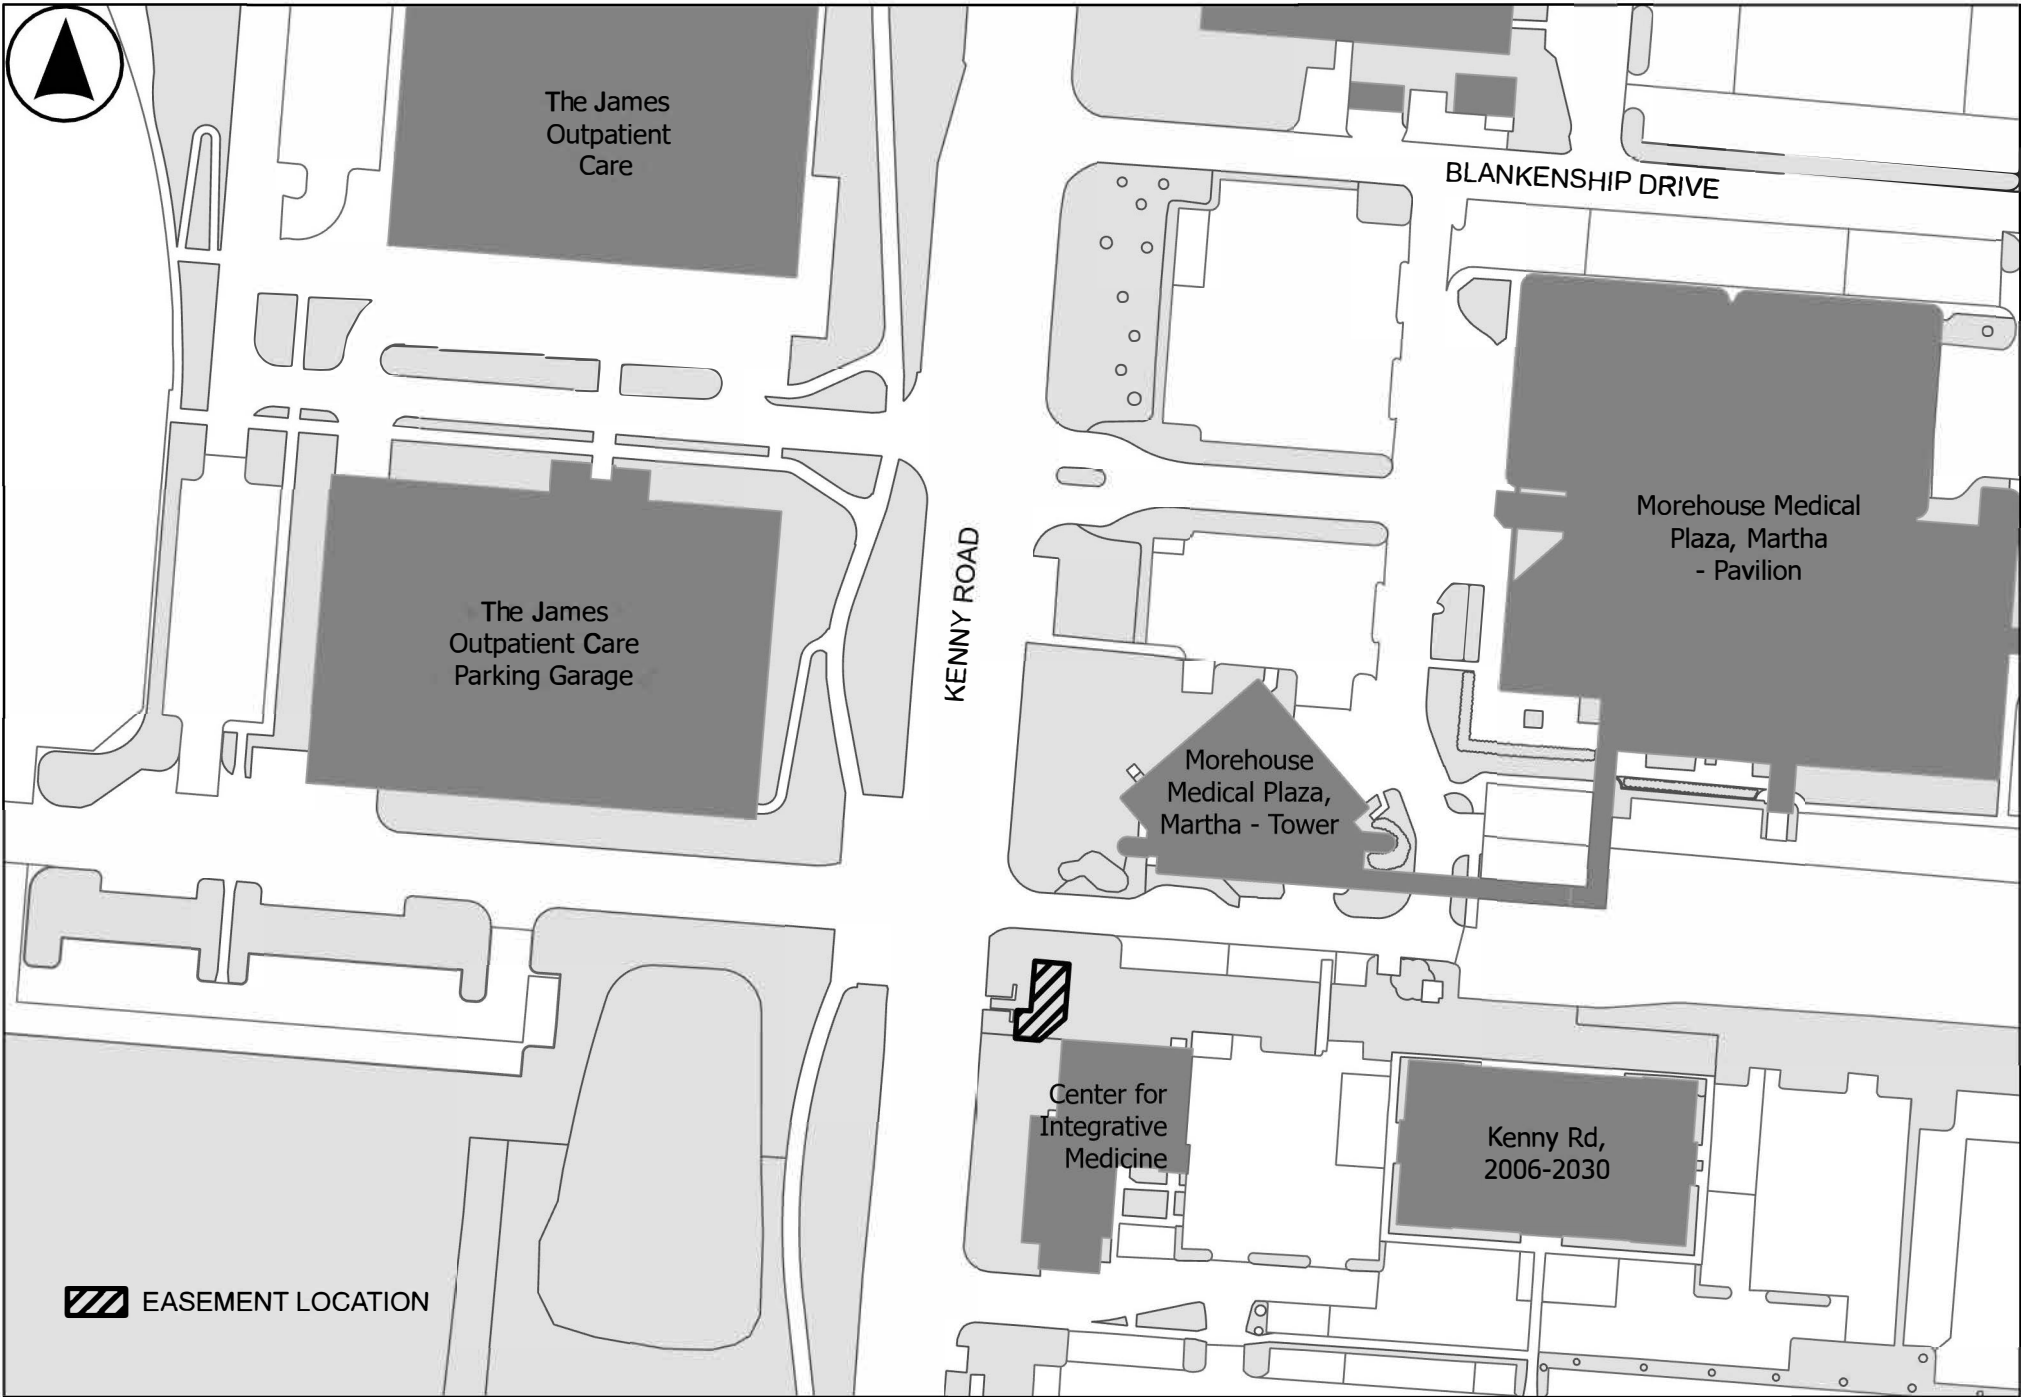 The James
Outpatient
Care
BLANKENSHIP DRIVE
Morehouse Medical
Plaza, Martha
- Pavilion
KENNY ROAD
The James
Outpatient Care
Parking Garage
Morehouse
Medical Plaza,
Martha - Tower
Center for
Integrative
Medicine
Kenny Rd,
2006-2030
EASEMENT LOCATION